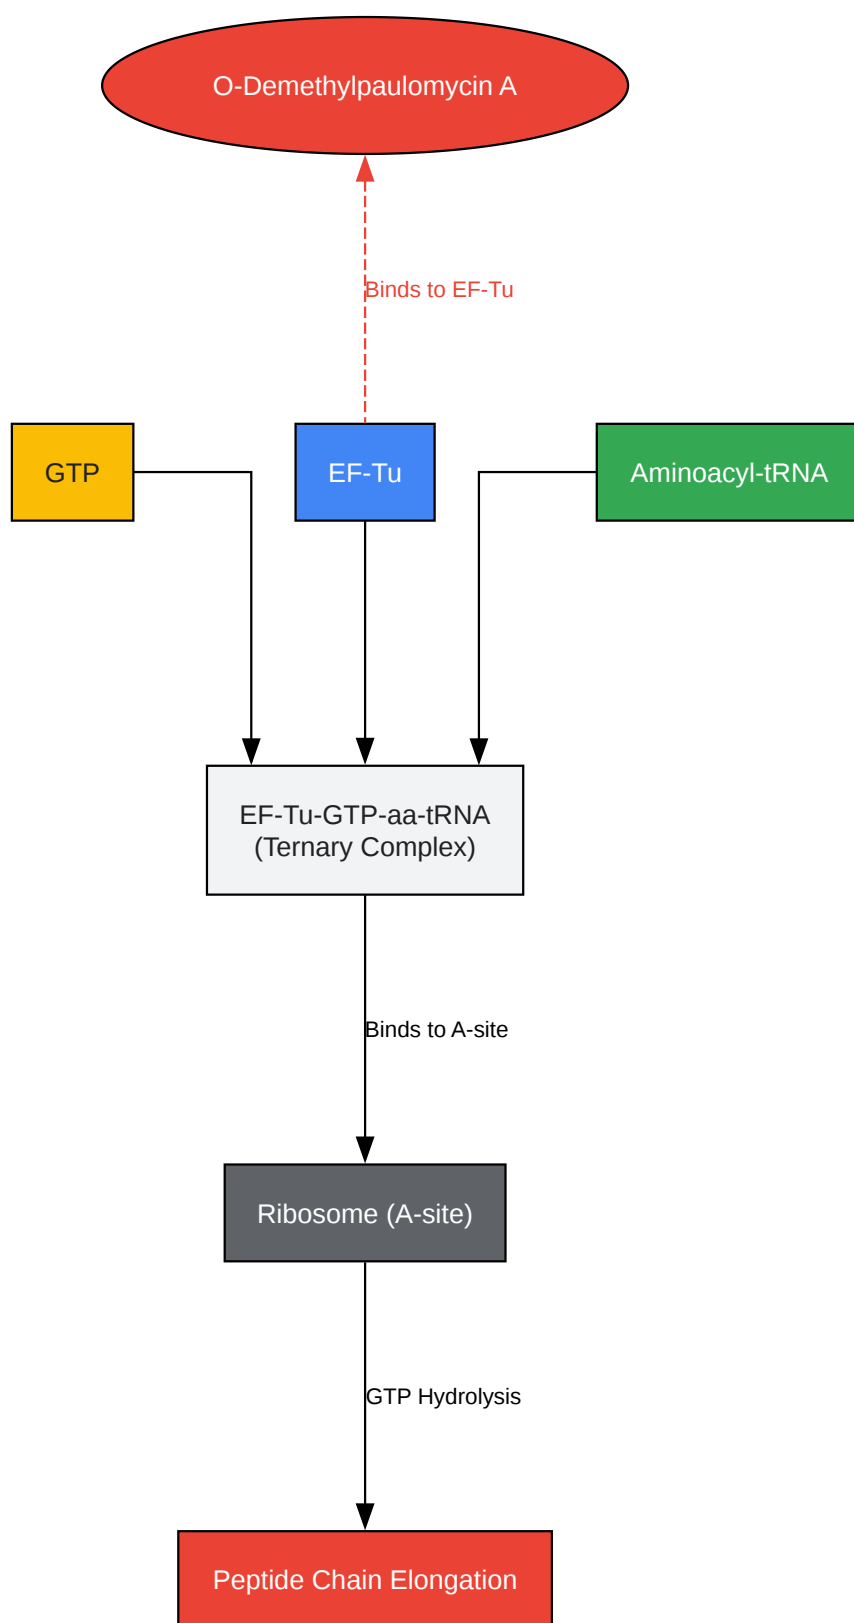 O-Demethylpaulomycin A
Binds to EF-Tu
GTP
EF-Tu
Aminoacyl-tRNA
EF-Tu-GTP-aa-tRNA
(Ternary Complex)
Binds to A-site
Ribosome (A-site)
GTP Hydrolysis
Peptide Chain Elongation